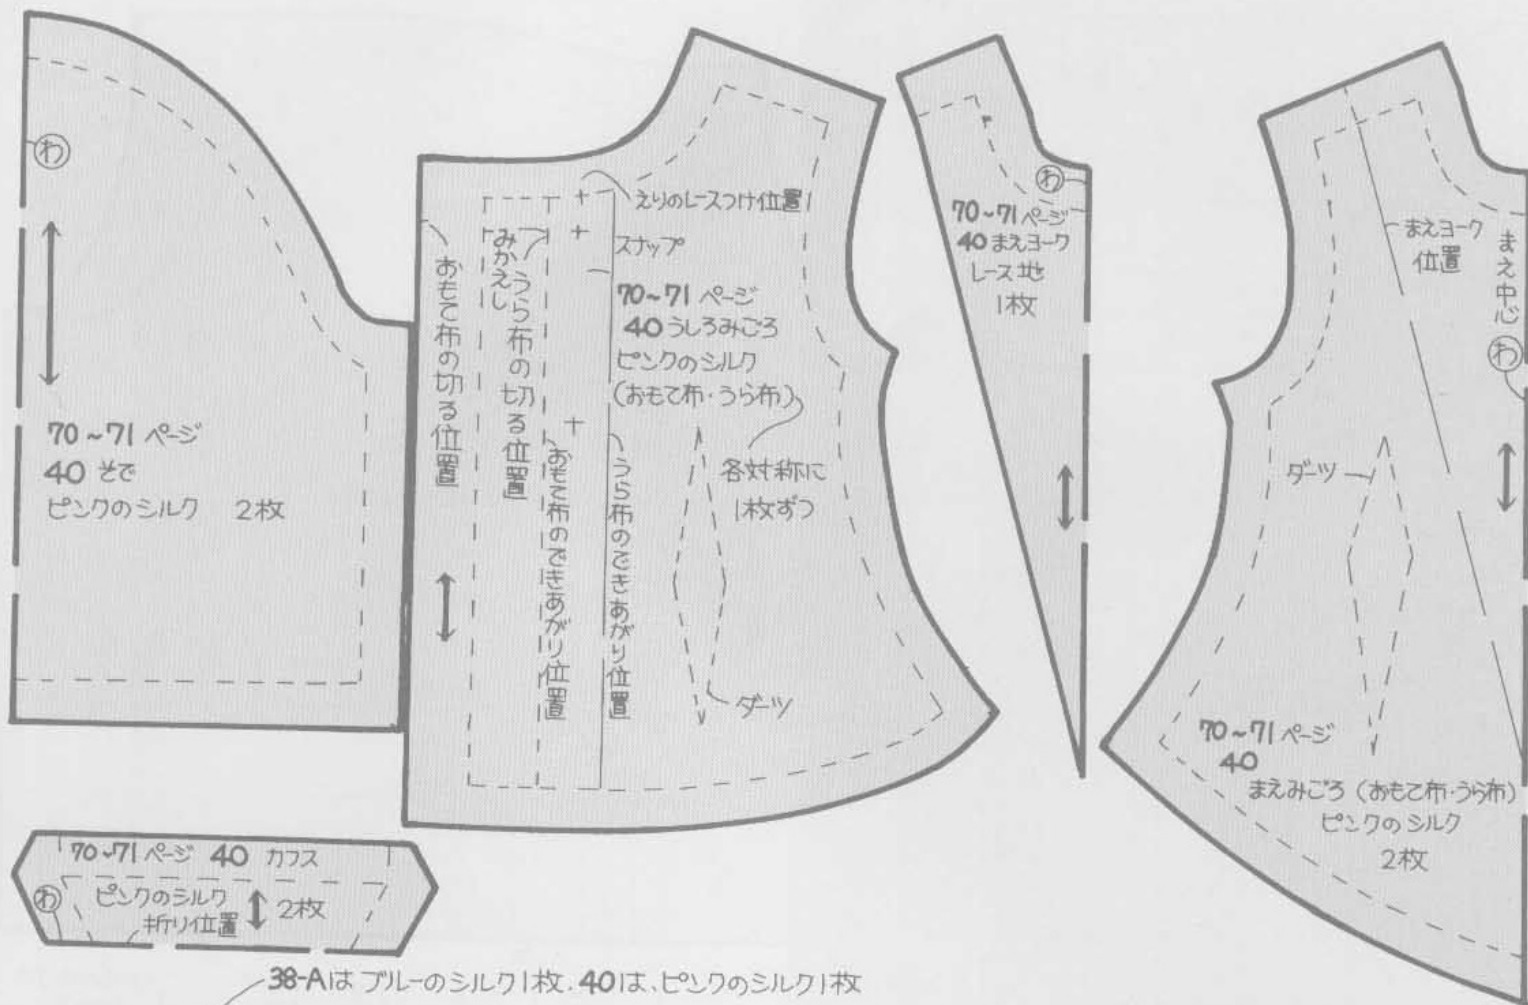 わ
70~71 ページ
40 そで
ピンクのシルク 2枚
えりのレースつけ位置
スナップ
70~71 ページ
40 うしろみごろ
ピンクのシルク
(おもて布・うら布)
各対称に
1枚ずつ
おもて布の切る位置
みかえし
うら布の切る位置
おもて布のできあがり位置
うら布のできあがり位置
ダーツ
わ
70~71 ページ
40 まえヨーク
レース地
1枚
まえヨーク
位置
まえ中心
わ
ダーツ
70~71 ページ
40
まえみごろ (おもて布・うら布)
ピンクのシルク
2枚
70~71 ページ 40 カフス
わ
ピンクのシルク 2枚
折り位置
38-Aは ブルーのシルク1枚. 40は、ピンクのシルク1枚